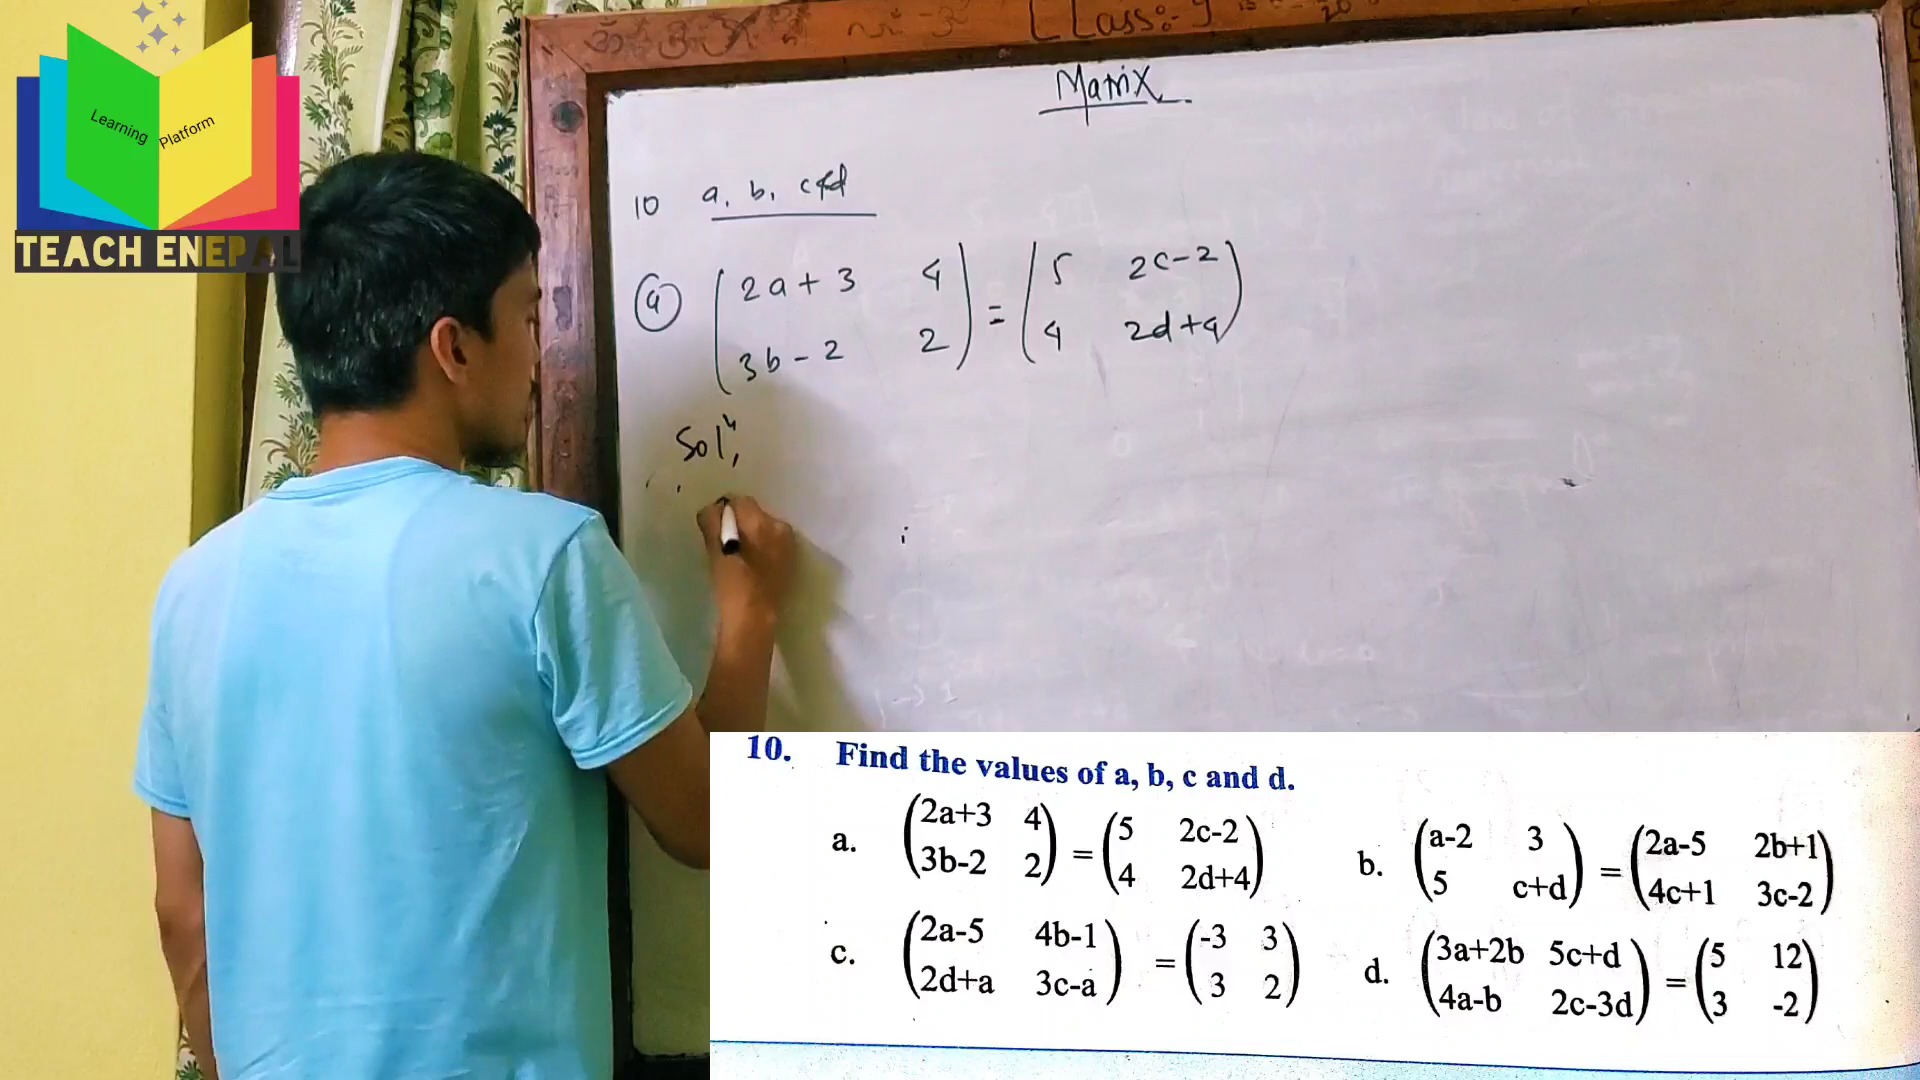 Learning Platform
TEACH ENEPAL
Class:- 9
Matrix
10 a, b, c & d
(a) (2a+3 4) = (5 2c-2)
(3b-2 2) (4 2d+4)
Solⁿ,
10. Find the values of a, b, c and d.
a. (2a+3 4) = (5 2c-2)
(3b-2 2) (4 2d+4)
b. (a-2 3) = (2a-5 2b+1)
(5 c+d) (4c+1 3c-2)
c. (2a-5 4b-1) = (-3 3)
(2d+a 3c-a) (3 2)
d. (3a+2b 5c+d) = (5 12)
(4a-b 2c-3d) (3 -2)